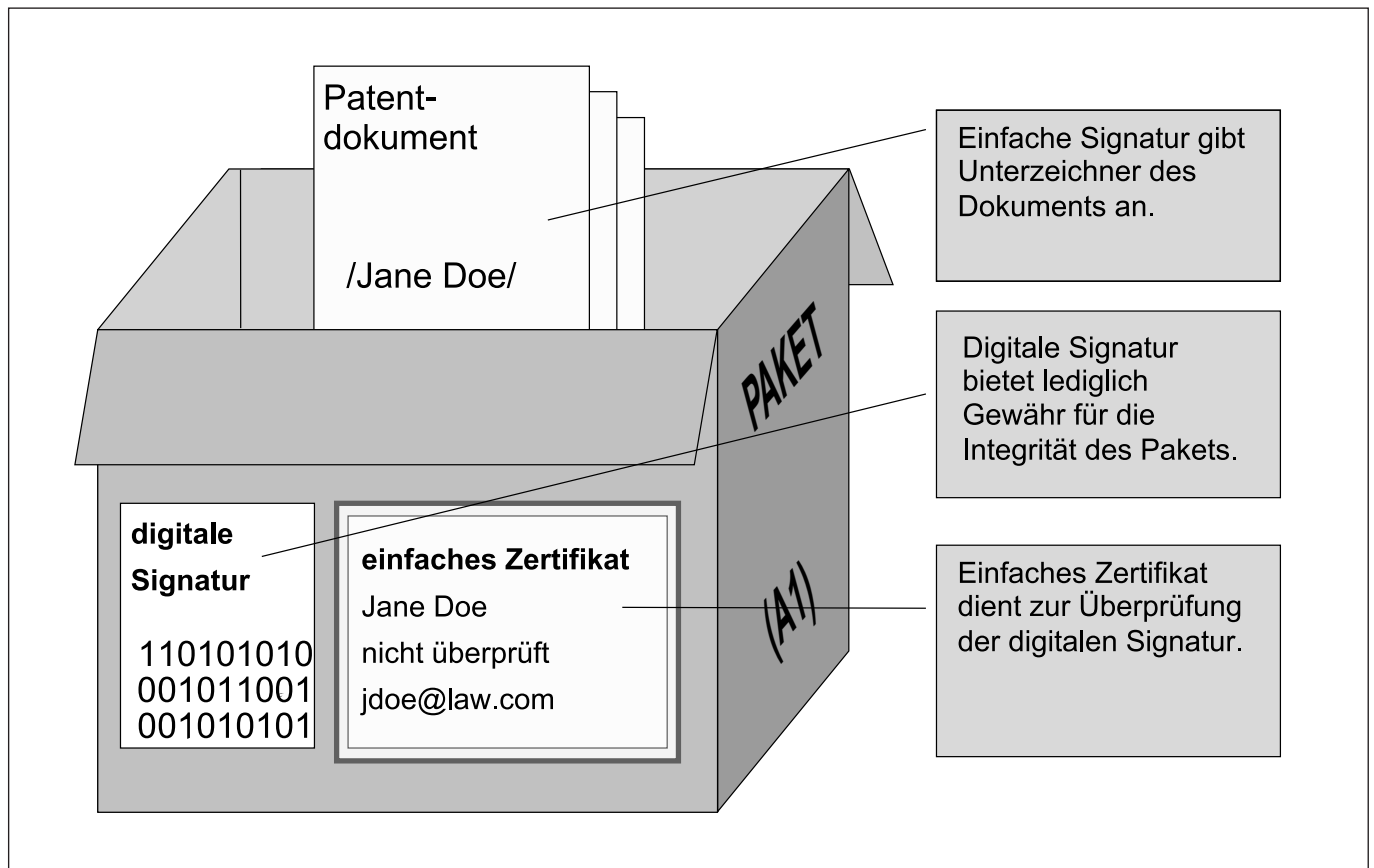 Patent-
dokument
/Jane Doe/
PAKET
(A1)
digitale
Signatur
110101010
001011001
001010101
einfaches Zertifikat
Jane Doe
nicht überprüft
jdoe@law.com
Einfache Signatur gibt
Unterzeichner des
Dokuments an.
Digitale Signatur
bietet lediglich
Gewähr für die
Integrität des Pakets.
Einfaches Zertifikat
dient zur Überprüfung
der digitalen Signatur.